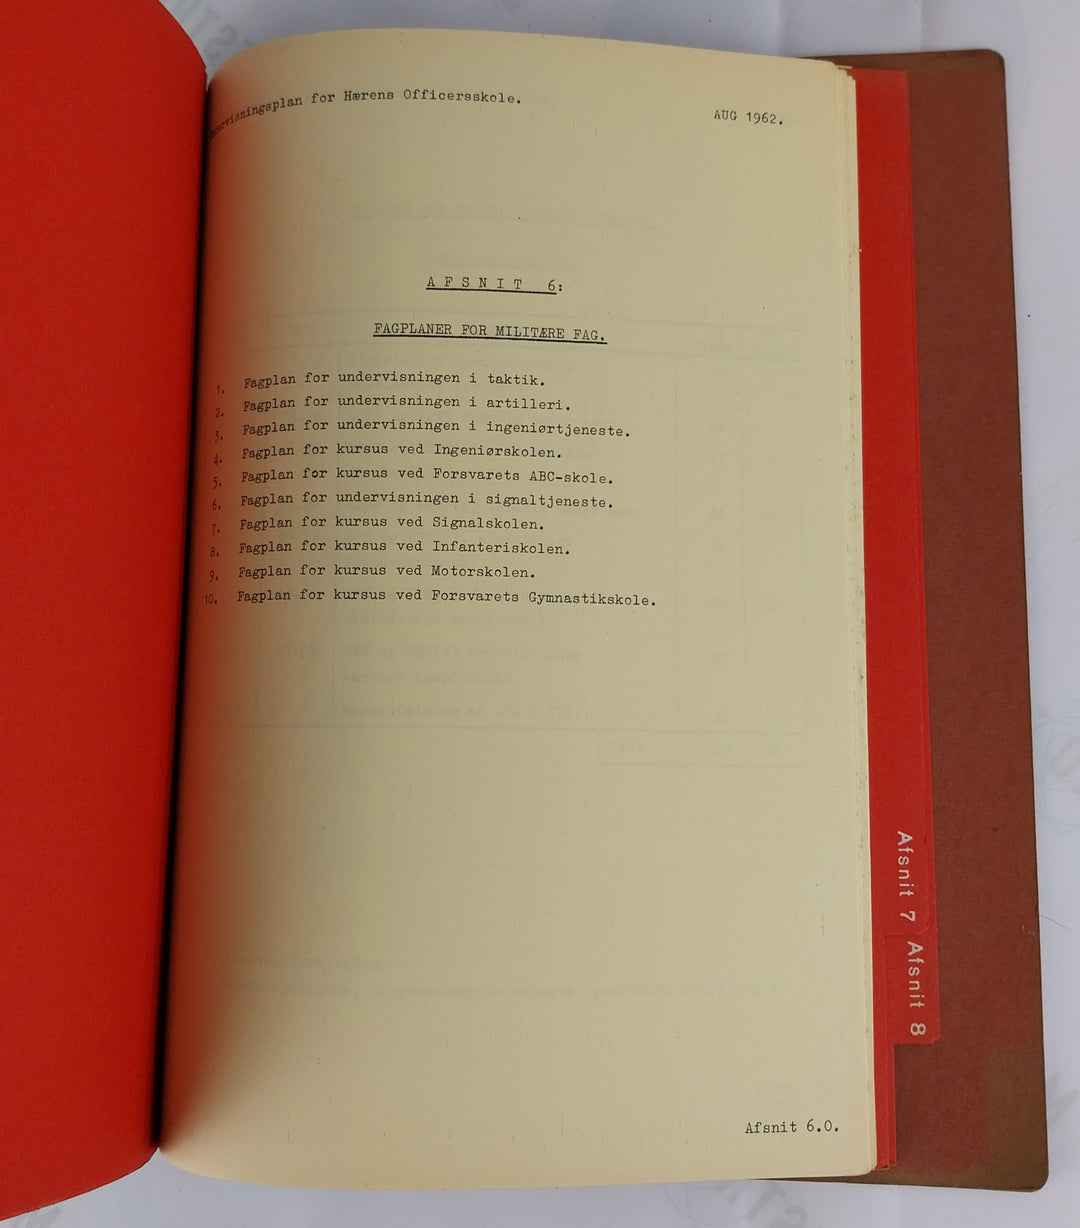 Undervisningsplan for Hærens Officersskole.
AUG 1962.
AFSNIT 6:
FAGPLANER FOR MILITÆRE FAG.
1. Fagplan for undervisningen i taktik.
2. Fagplan for undervisningen i artilleri.
3. Fagplan for undervisningen i ingeniørtjeneste.
4. Fagplan for kursus ved Ingeniørskolen.
5. Fagplan for kursus ved Forsvarets ABC-skole.
6. Fagplan for undervisningen i signaltjeneste.
7. Fagplan for kursus ved Signalskolen.
8. Fagplan for kursus ved Infanteriskolen.
9. Fagplan for kursus ved Motorskolen.
10. Fagplan for kursus ved Forsvarets Gymnastikskole.
Afsnit 7
Afsnit 8
Afsnit 6.0.